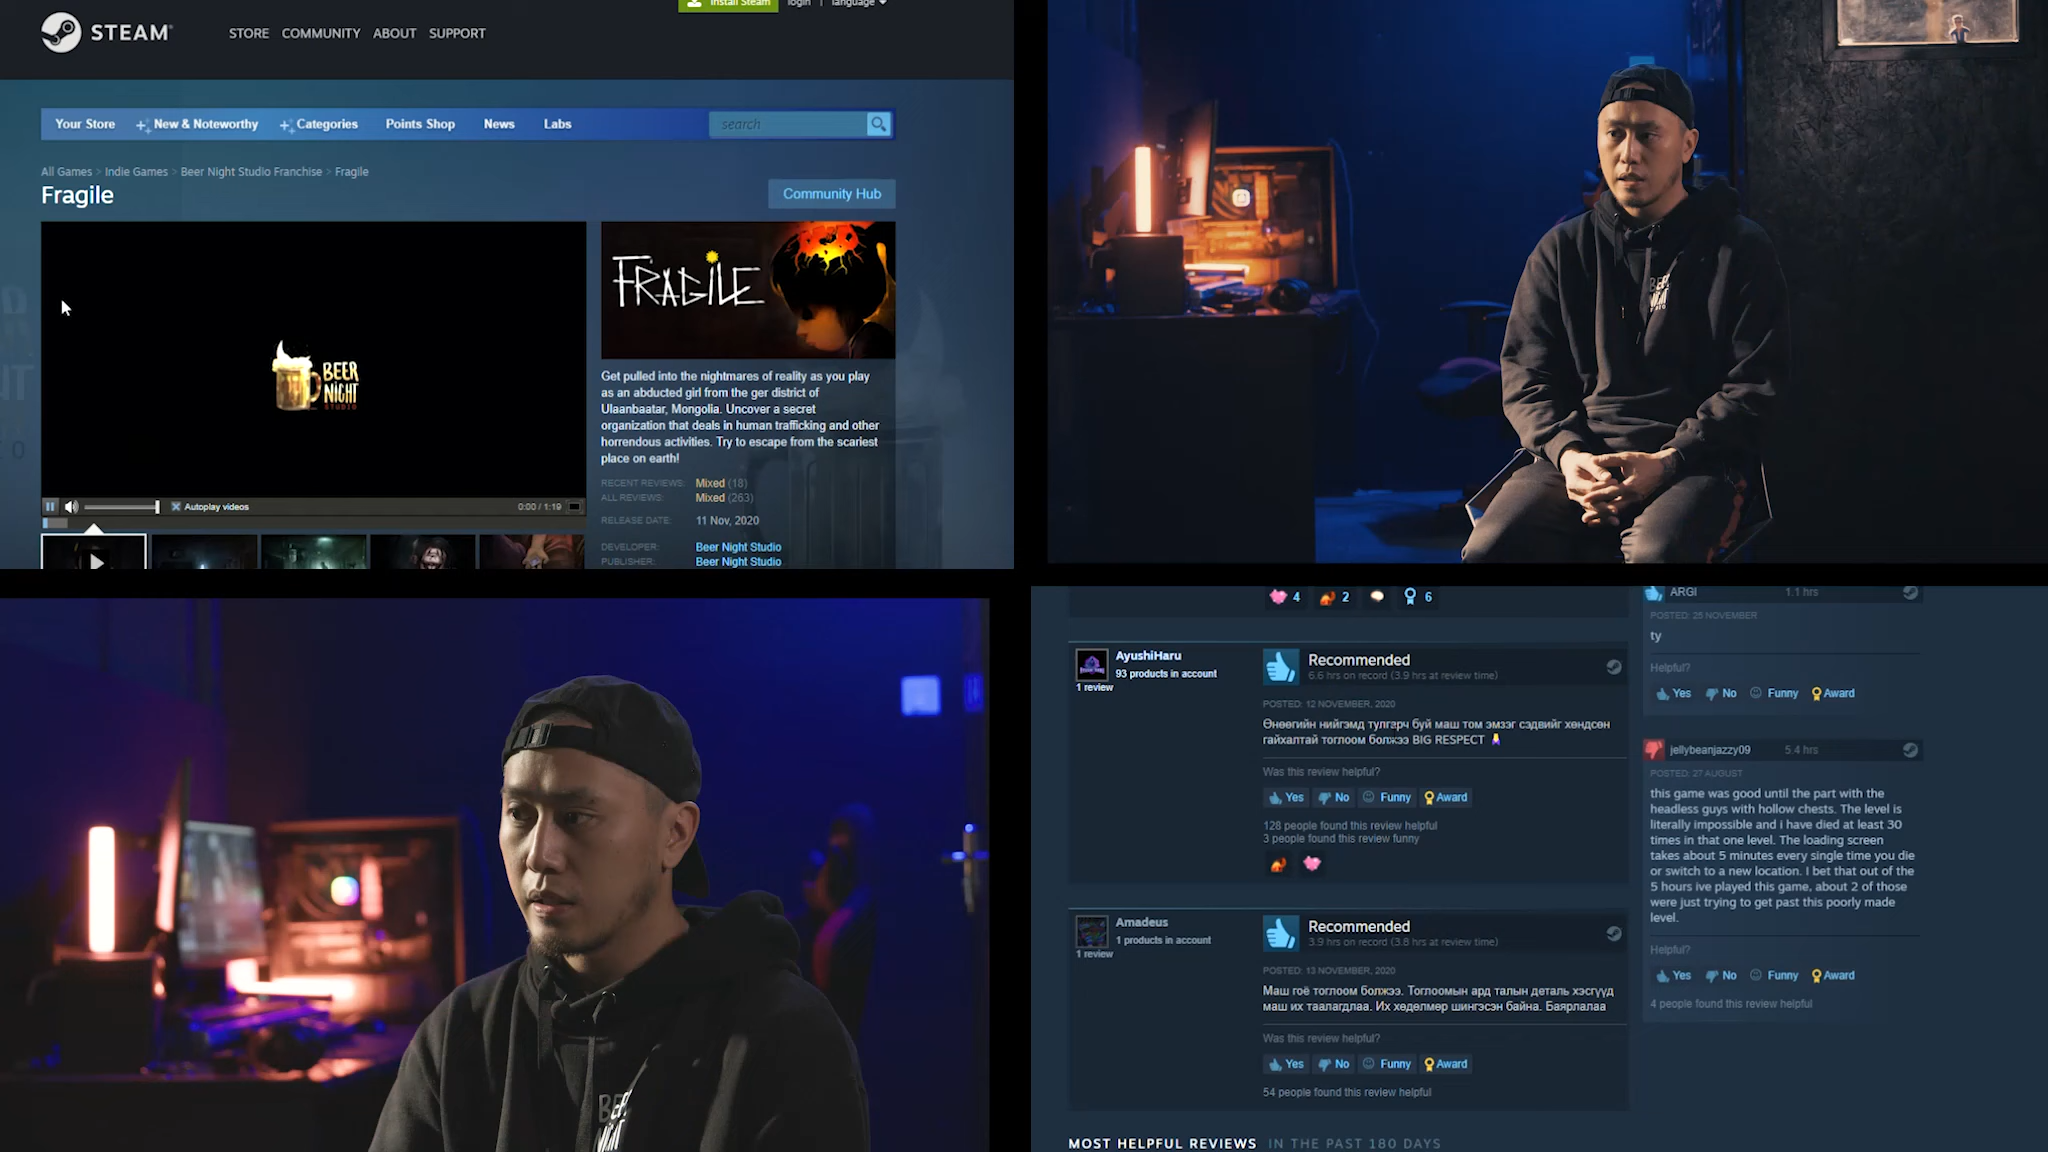 Install Steam
login | language
STEAM
STORE COMMUNITY ABOUT SUPPORT
Your Store New & Noteworthy Categories Points Shop News Labs search
All Games > Indie Games > Beer Night Studio Franchise > Fragile
Fragile
Community Hub
BEER
NIGHT
STUDIO
Autoplay videos
0:00 / 1:19
FRAGILE
Get pulled into the nightmares of reality as you play
as an abducted girl from the ger district of
Ulaanbaatar, Mongolia. Uncover a secret
organization that deals in human trafficking and other
horrendous activities. Try to escape from the scariest
place on earth!
RECENT REVIEWS: Mixed (18)
ALL REVIEWS: Mixed (263)
RELEASE DATE: 11 Nov, 2020
DEVELOPER: Beer Night Studio
PUBLISHER: Beer Night Studio
BEER
NIGHT
STUDIO
BEER
NIGHT
4 2 6
AyushiHaru
93 products in account
1 review
Recommended
6.6 hrs on record (3.9 hrs at review time)
POSTED: 12 NOVEMBER, 2020
Өнөөгийн нийгэмд тулгарч буй маш том эмзэг сэдвийг хөндсөн
гайхалтай тоглоом болжээ BIG RESPECT
Was this review helpful?
Yes No Funny Award
128 people found this review helpful
3 people found this review funny
Amadeus
1 products in account
1 review
Recommended
3.9 hrs on record (3.8 hrs at review time)
POSTED: 13 NOVEMBER, 2020
Маш гоё тоглоом болжээ. Тоглоомын ард талын деталь хэсгүүд
маш их таалагдлаа. Их хөдөлмөр шингэсэн байна. Баярлалаа
Was this review helpful?
Yes No Funny Award
54 people found this review helpful
MOST HELPFUL REVIEWS IN THE PAST 180 DAYS
ARGI 1.1 hrs
POSTED: 25 NOVEMBER
ty
Helpful?
Yes No Funny Award
jellybeanjazzy09 5.4 hrs
POSTED: 27 AUGUST
this game was good until the part with the
headless guys with hollow chests. The level is
literally impossible and i have died at least 30
times in that one level. The loading screen
takes about 5 minutes every single time you die
or switch to a new location. I bet that out of the
5 hours ive played this game, about 2 of those
were just trying to get past this poorly made
level.
Helpful?
Yes No Funny Award
4 people found this review helpful